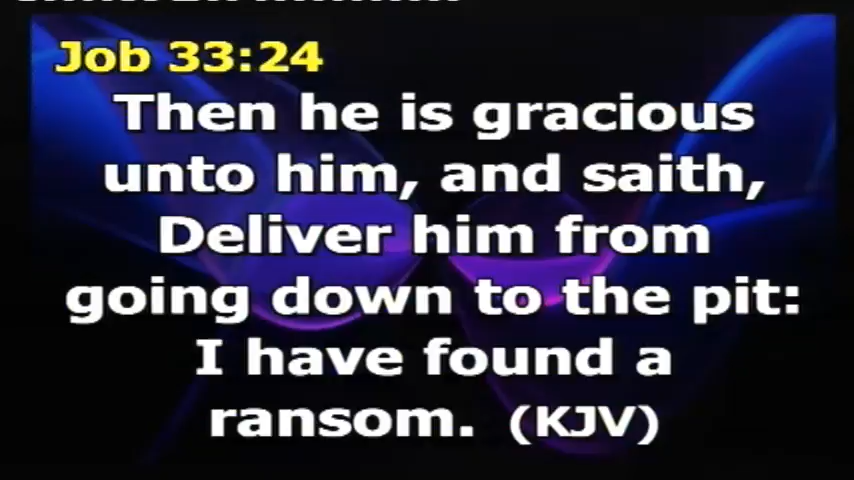 Job 33:24
Then he is gracious
unto him, and saith,
Deliver him from
going down to the pit:
I have found a
ransom. (KJV)